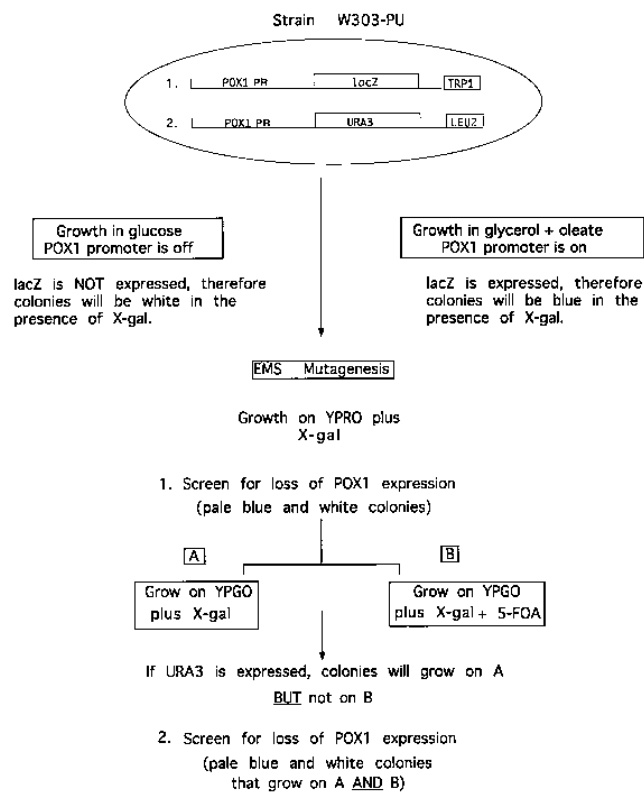 Strain W303-PU
1. POX1 PR lacZ TRP1
2. POX1 PR URA3 LEU2
Growth in glucose
POX1 promoter is off
Growth in glycerol + oleate
POX1 promoter is on
lacZ is NOT expressed, therefore
colonies will be white in the
presence of X-gal.
lacZ is expressed, therefore
colonies will be blue in the
presence of X-gal.
EMS Mutagenesis
Growth on YPRO plus
X-gal
1. Screen for loss of POX1 expression
(pale blue and white colonies)
A
B
Grow on YPGO
plus X-gal
Grow on YPGO
plus X-gal + 5-FOA
If URA3 is expressed, colonies will grow on A
BUT not on B
2. Screen for loss of POX1 expression
(pale blue and white colonies
that grow on A AND B)